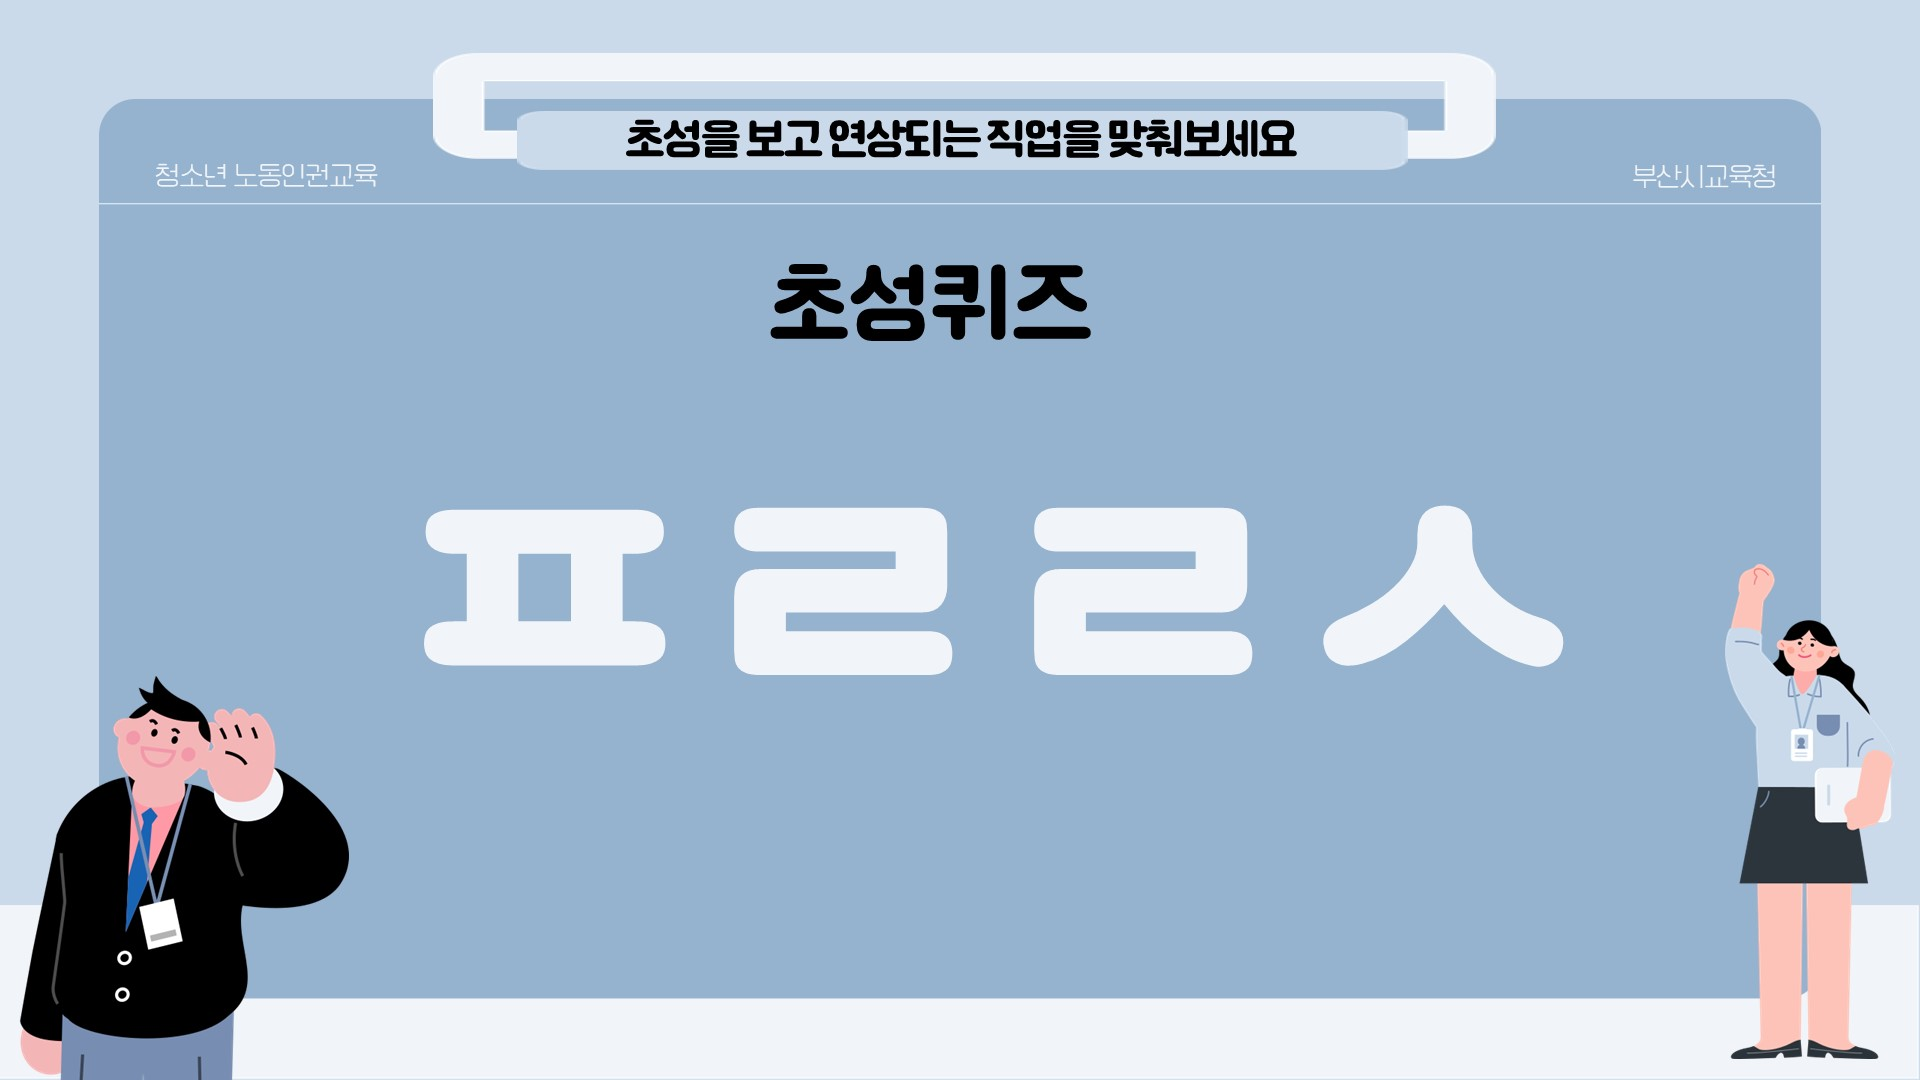 초성을 보고 연상되는 직업을 맞춰보세요
청소년 노동인권교육
부산시교육청
초성퀴즈
ㅍㄹㄹㅅ